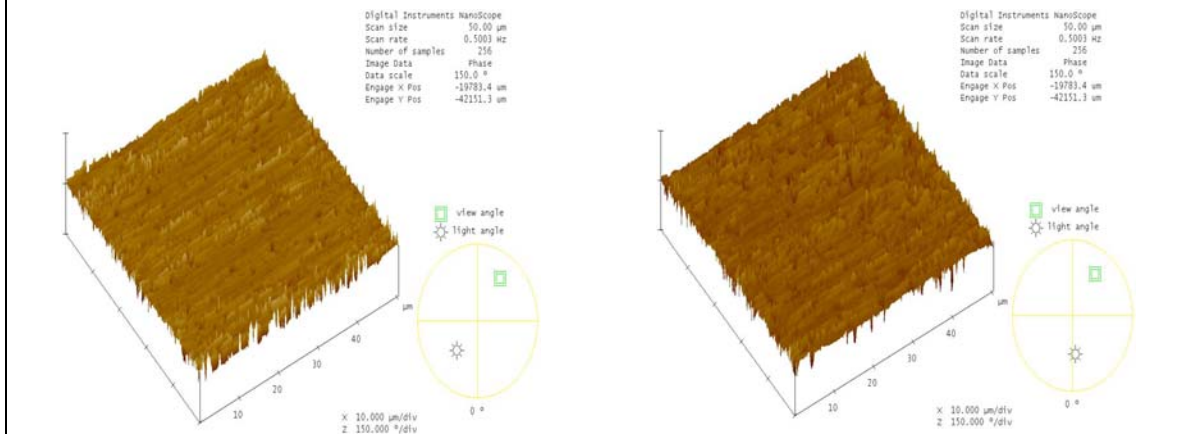 Digital Instruments NanoScope
Scan size 50.00 µm
Scan rate 0.5003 Hz
Number of samples 256
Image Data Phase
Data scale 150.0 °
Engage X Pos -19783.4 um
Engage Y Pos -42151.3 um
view angle
light angle
µm
40
30
20
10
X 10.000 µm/div
Z 150.000 °/div
0 °
Digital Instruments NanoScope
Scan size 50.00 µm
Scan rate 0.5003 Hz
Number of samples 256
Image Data Phase
Data scale 150.0 °
Engage X Pos -19783.4 um
Engage Y Pos -42151.3 um
view angle
light angle
µm
40
30
20
10
X 10.000 µm/div
Z 150.000 °/div
0 °